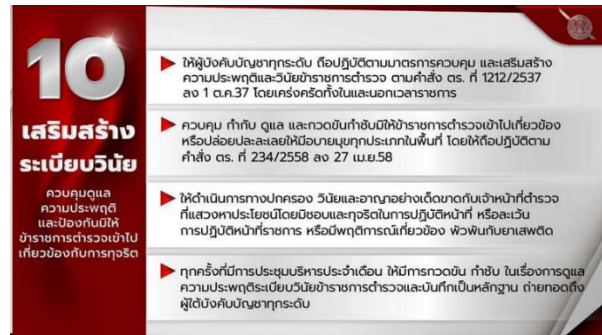 10
เสริมสร้าง
ระเบียบวินัย
ควบคุมดูแล
ความประพฤติ
และป้องกันมิให้
ข้าราชการตำรวจเข้าไป
เกี่ยวข้องกับการทุจริต
ให้ผู้บังคับบัญชาทุกระดับ ถือปฏิบัติตามมาตรการควบคุม และเสริมสร้าง
ความประพฤติและวินัยข้าราชการตำรวจ ตามคำสั่ง ตร. ที่ 1212/2537
ลง 1 ต.ค.37 โดยเคร่งครัดทั้งในและนอกเวลาราชการ
ควบคุม กำกับ ดูแล และกวดขันกำชับมิให้ข้าราชการตำรวจเข้าไปเกี่ยวข้อง
หรือปล่อยปละละเลยให้มีอบายมุขทุกประเภทในพื้นที่ โดยให้ถือปฏิบัติตาม
คำสั่ง ตร. ที่ 234/2558 ลง 27 เม.ย.58
ให้ดำเนินการทางปกครอง วินัยและอาญาอย่างเด็ดขาดกับเจ้าหน้าที่ตำรวจ
ที่แสวงหาประโยชน์โดยมิชอบและทุจริตในการปฏิบัติหน้าที่ หรือละเว้น
การปฏิบัติหน้าที่ราชการ หรือมีพฤติการณ์เกี่ยวข้อง พัวพันกับยาเสพติด
ทุกครั้งที่มีการประชุมบริหารประจำเดือน ให้มีการกวดขัน กำชับ ในเรื่องการดูแล
ความประพฤติระเบียบวินัยข้าราชการตำรวจและบันทึกเป็นหลักฐาน ถ่ายทอดถึง
ผู้ใต้บังคับบัญชาทุกระดับ